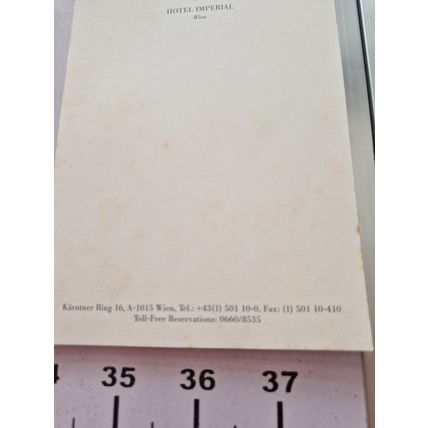 HOTEL IMPERIAL
Wien
Kärntner Ring 16, A-1015 Wien, Tel.: +43(1) 501 10-0, Fax: (1) 501 10-410
Toll-Free Reservations: 0660/8535
35 36 37